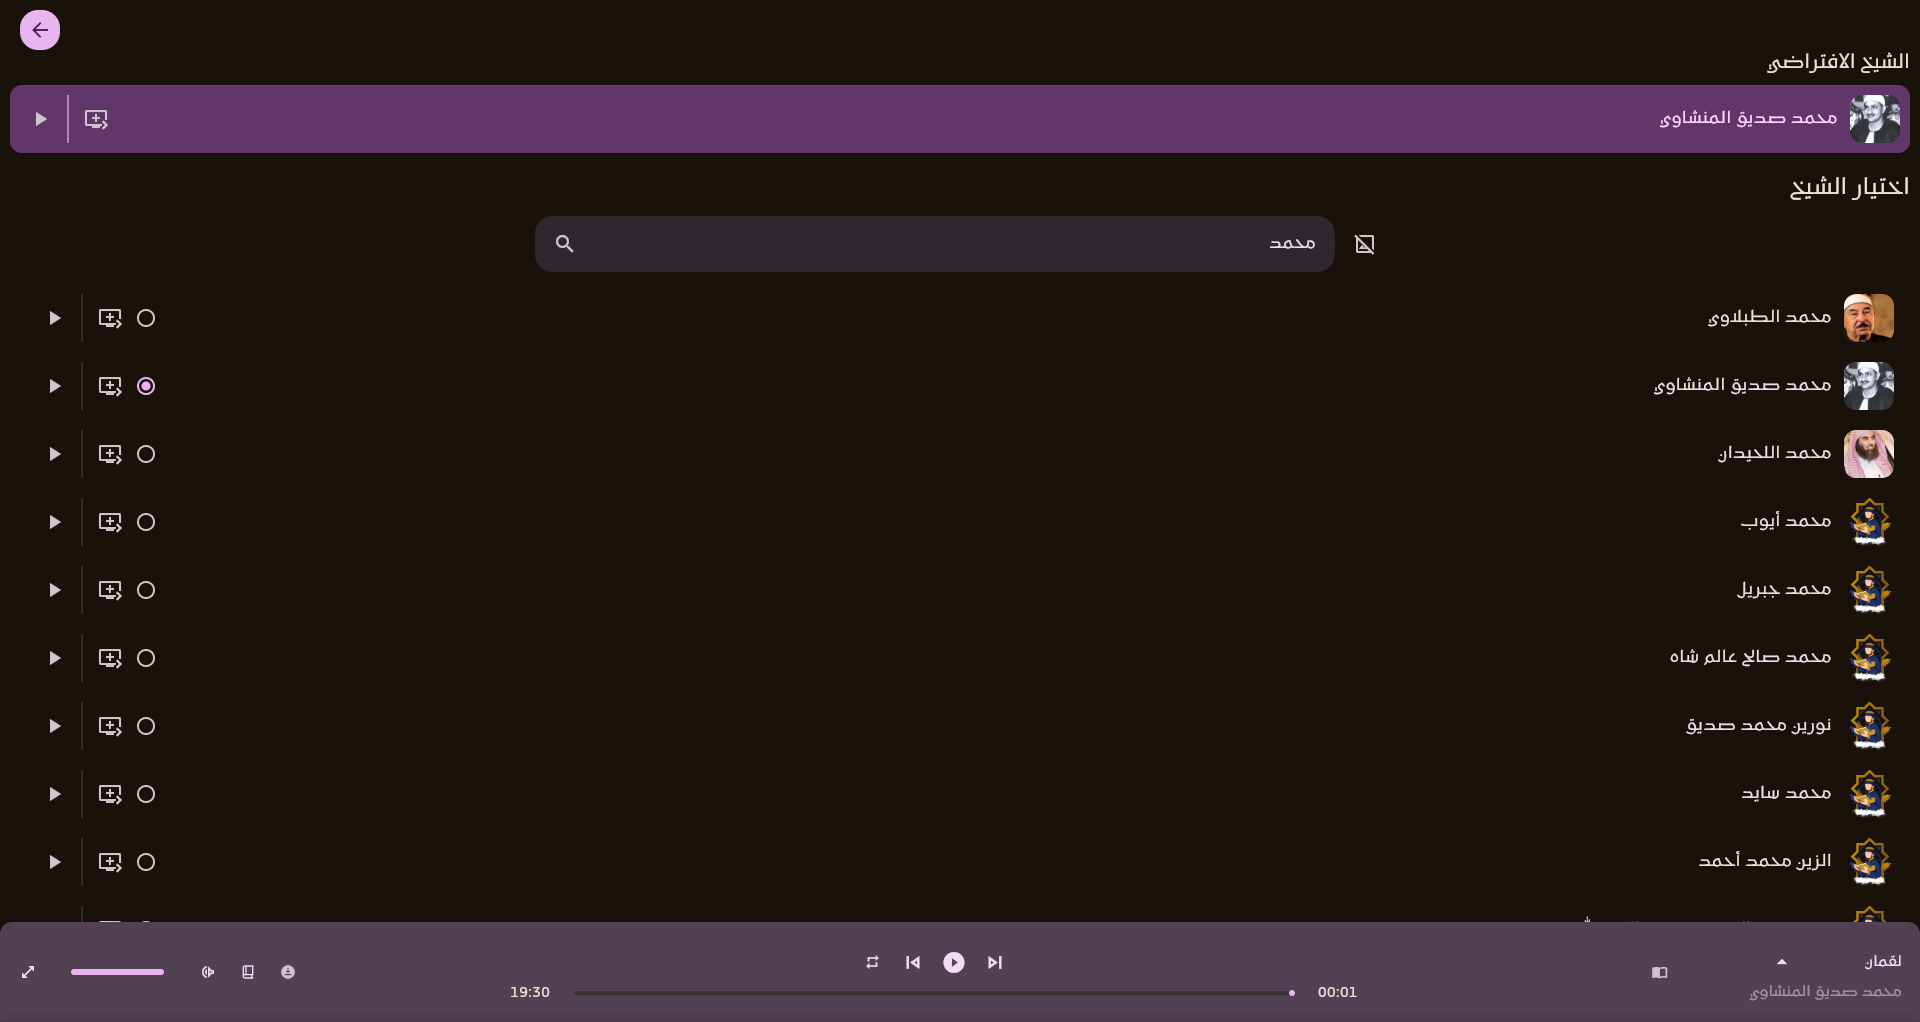 الشيخ الافتراضي
محمد صديق المنشاوي
اختيار الشيخ
محمد
محمد الطبلاوي
محمد صديق المنشاوي
محمد اللحيدان
محمد أيوب
محمد جبريل
محمد صالح عالم شاه
نورين محمد صديق
محمد سايد
الزين محمد أحمد
لقمان
محمد صديق المنشاوي
00:01
19:30